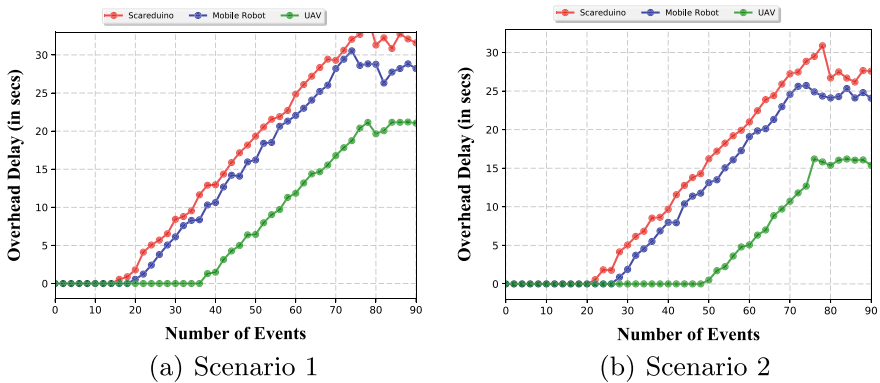 Scareduino Mobile Robot UAV
Overhead Delay (in secs)
30
25
20
15
10
5
0
0 10 20 30 40 50 60 70 80 90
Number of Events
(a) Scenario 1
Scareduino Mobile Robot UAV
Overhead Delay (in secs)
30
25
20
15
10
5
0
0 10 20 30 40 50 60 70 80 90
Number of Events
(b) Scenario 2